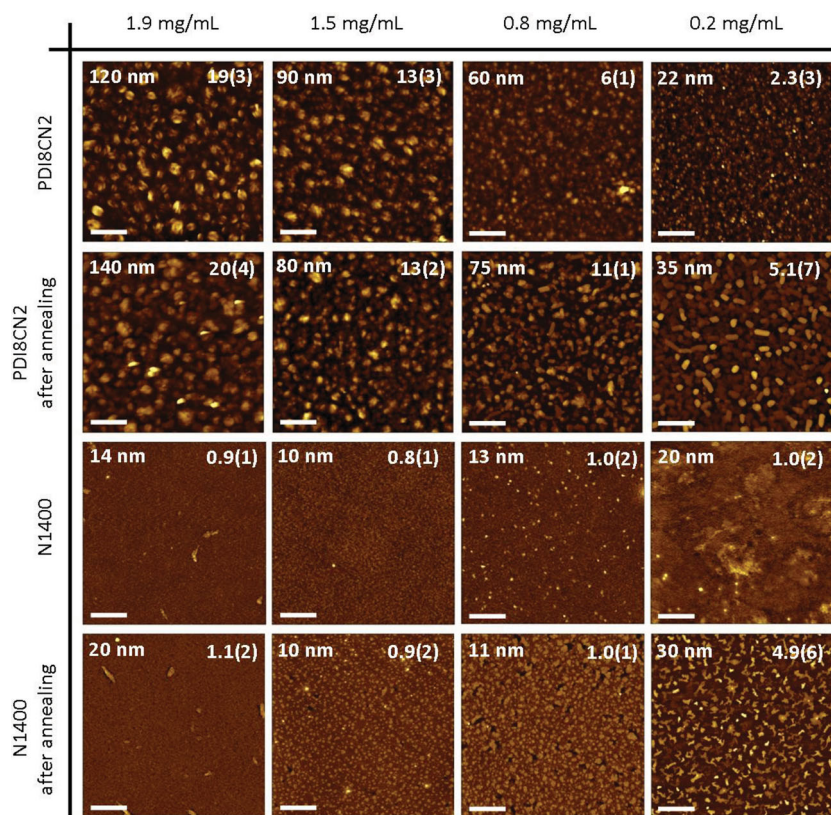 1.9 mg/mL 1.5 mg/mL 0.8 mg/mL 0.2 mg/mL
PDI8CN2
120 nm 19(3) 90 nm 13(3) 60 nm 6(1) 22 nm 2.3(3)
PDI8CN2
after annealing
140 nm 20(4) 80 nm 13(2) 75 nm 11(1) 35 nm 5.1(7)
N1400
14 nm 0.9(1) 10 nm 0.8(1) 13 nm 1.0(2) 20 nm 1.0(2)
N1400
after annealing
20 nm 1.1(2) 10 nm 0.9(2) 11 nm 1.0(1) 30 nm 4.9(6)